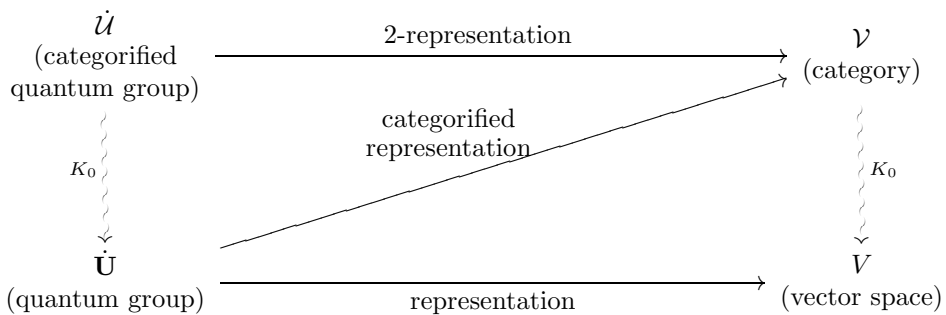 𝒰̇
(categorified
quantum group)
2-representation
𝒱
(category)
categorified
representation
K₀
K₀
𝐔̇
(quantum group)
representation
V
(vector space)